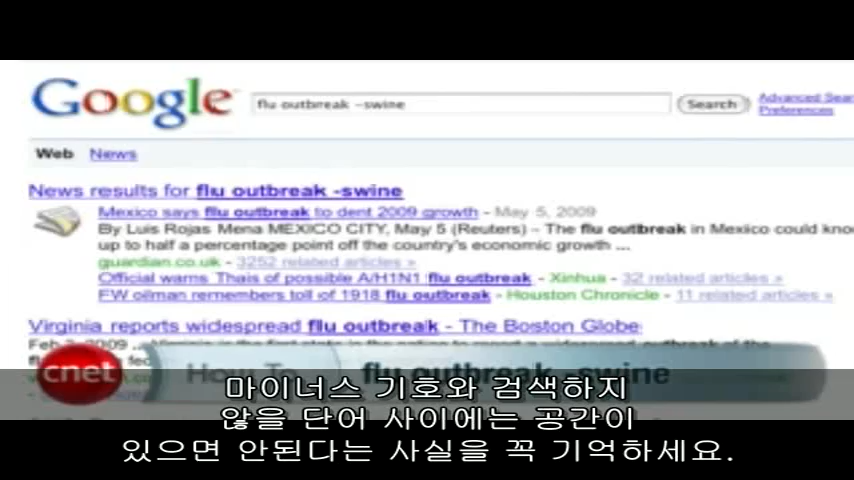 Google
flu outbreak -swine
Search
Advanced Sear
Preferences
Web News
News results for flu outbreak -swine
Mexico says flu outbreak to dent 2009 growth - May 5, 2009
By Luis Rojas Mena MEXICO CITY, May 5 (Reuters) - The flu outbreak in Mexico could kno
up to half a percentage point off the country's economic growth ...
guardian.co.uk - 3252 related articles »
Official warns Thais of possible A/H1N1 flu outbreak - Xinhua - 32 related articles »
FW oilman remembers toll of 1918 flu outbreak - Houston Chronicle - 11 related articles »
Virginia reports widespread flu outbreak - The Boston Globe
cnet How To flu outbreak -swine
마이너스 기호와 검색하지
않을 단어 사이에는 공간이
있으면 안된다는 사실을 꼭 기억하세요.